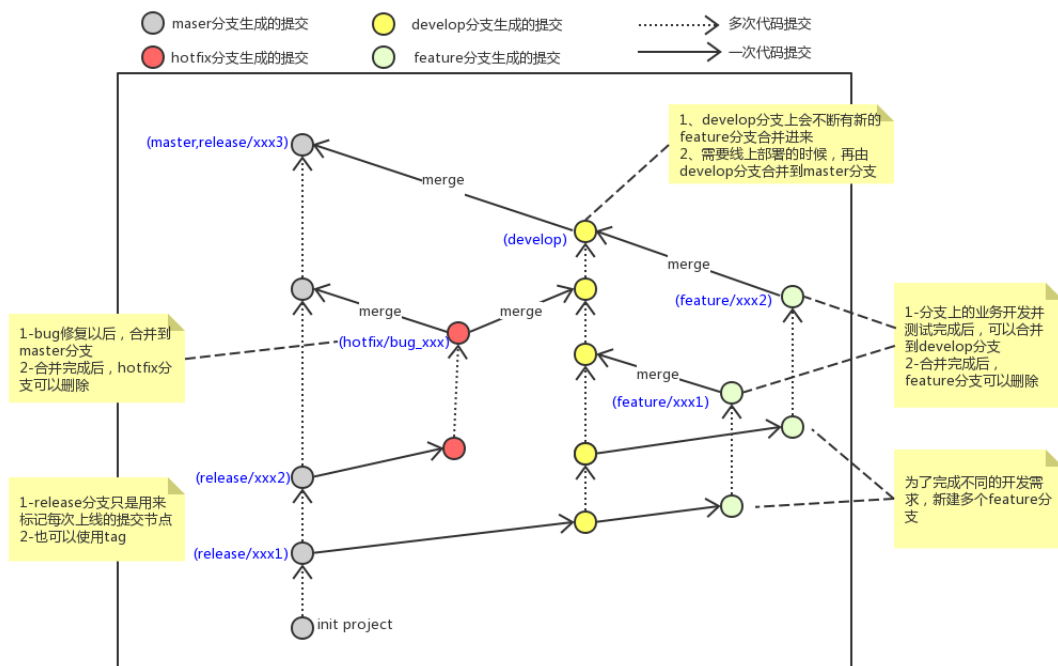 maser分支生成的提交
develop分支生成的提交
多次代码提交
hotfix分支生成的提交
feature分支生成的提交
一次代码提交
1、develop分支上会不断有新的
feature分支合并进来
2、需要线上部署的时候，再由
develop分支合并到master分支
(master,release/xxx3)
merge
(develop)
merge
(feature/xxx2)
merge
merge
1-bug修复以后，合并到
master分支
2-合并完成后，hotfix分
支可以删除
(hotfix/bug_xxx)
1-分支上的业务开发并
测试完成后，可以合并
到develop分支
2-合并完成后，
feature分支可以删除
merge
(feature/xxx1)
(release/xxx2)
为了完成不同的开发需
求，新建多个feature分
支
1-release分支只是用来
标记每次上线的提交节点
2-也可以使用tag
(release/xxx1)
init project